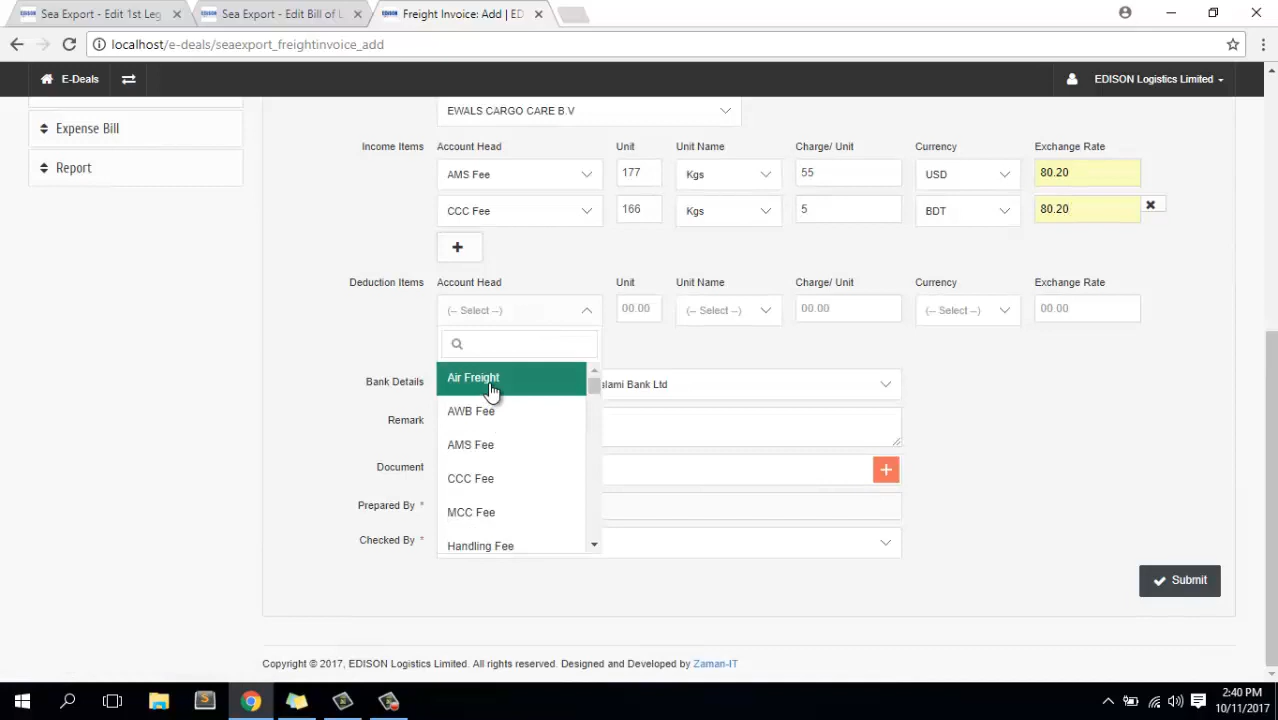 Sea Export - Edit 1st Leg
Sea Export - Edit Bill of L
Freight Invoice: Add | ED
localhost/e-deals/seaexport_freightinvoice_add
E-Deals
EDISON Logistics Limited
Expense Bill
Report
EWALS CARGO CARE B.V
Income Items Account Head Unit Unit Name Charge/ Unit Currency Exchange Rate
AMS Fee 177 Kgs 55 USD 80.20
CCC Fee 166 Kgs 5 BDT 80.20
Deduction Items Account Head Unit Unit Name Charge/ Unit Currency Exchange Rate
(-- Select --) 00.00 (-- Select --) 00.00 (-- Select --) 00.00
Air Freight
AWB Fee
AMS Fee
CCC Fee
MCC Fee
Handling Fee
Bank Details alami Bank Ltd
Remark
Document
Prepared By *
Checked By *
Submit
Copyright © 2017, EDISON Logistics Limited. All rights reserved. Designed and Developed by Zaman-IT
2:40 PM
10/11/2017